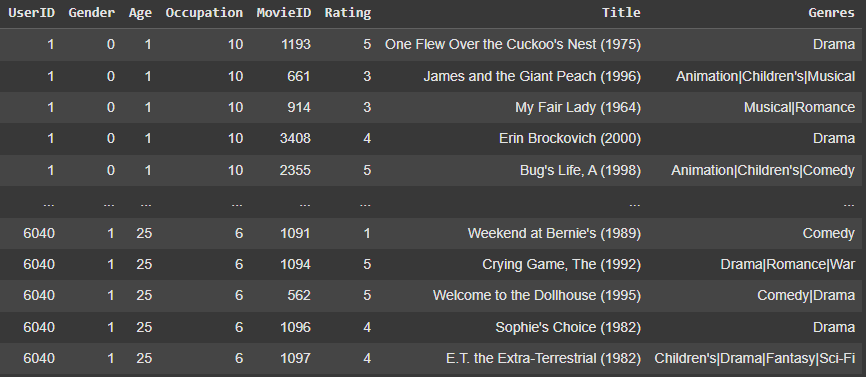 UserID Gender Age Occupation MovieID Rating Title Genres
1 0 1 10 1193 5 One Flew Over the Cuckoo's Nest (1975) Drama
1 0 1 10 661 3 James and the Giant Peach (1996) Animation|Children's|Musical
1 0 1 10 914 3 My Fair Lady (1964) Musical|Romance
1 0 1 10 3408 4 Erin Brockovich (2000) Drama
1 0 1 10 2355 5 Bug's Life, A (1998) Animation|Children's|Comedy
... ... ... ... ... ... ... ...
6040 1 25 6 1091 1 Weekend at Bernie's (1989) Comedy
6040 1 25 6 1094 5 Crying Game, The (1992) Drama|Romance|War
6040 1 25 6 562 5 Welcome to the Dollhouse (1995) Comedy|Drama
6040 1 25 6 1096 4 Sophie's Choice (1982) Drama
6040 1 25 6 1097 4 E.T. the Extra-Terrestrial (1982) Children's|Drama|Fantasy|Sci-Fi